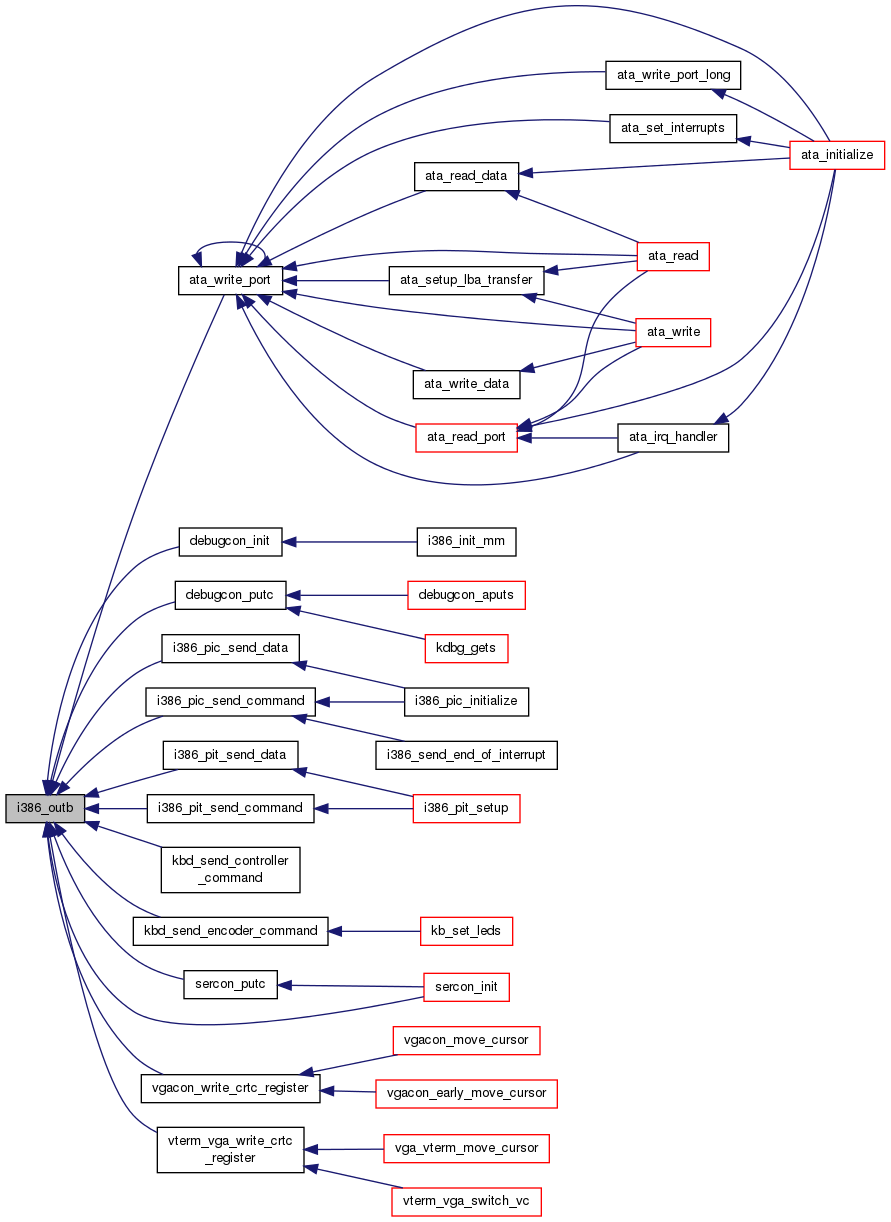 ata_write_port_long
ata_set_interrupts
ata_initialize
ata_read_data
ata_read
ata_write_port
ata_setup_lba_transfer
ata_write
ata_write_data
ata_read_port
ata_irq_handler
debugcon_init
i386_init_mm
debugcon_putc
debugcon_aputs
kdbg_gets
i386_pic_send_data
i386_pic_send_command
i386_pic_initialize
i386_send_end_of_interrupt
i386_pit_send_data
i386_outb
i386_pit_send_command
i386_pit_setup
kbd_send_controller
_command
kbd_send_encoder_command
kb_set_leds
sercon_putc
sercon_init
vgacon_move_cursor
vgacon_write_crtc_register
vgacon_early_move_cursor
vterm_vga_write_crtc
_register
vga_vterm_move_cursor
vterm_vga_switch_vc